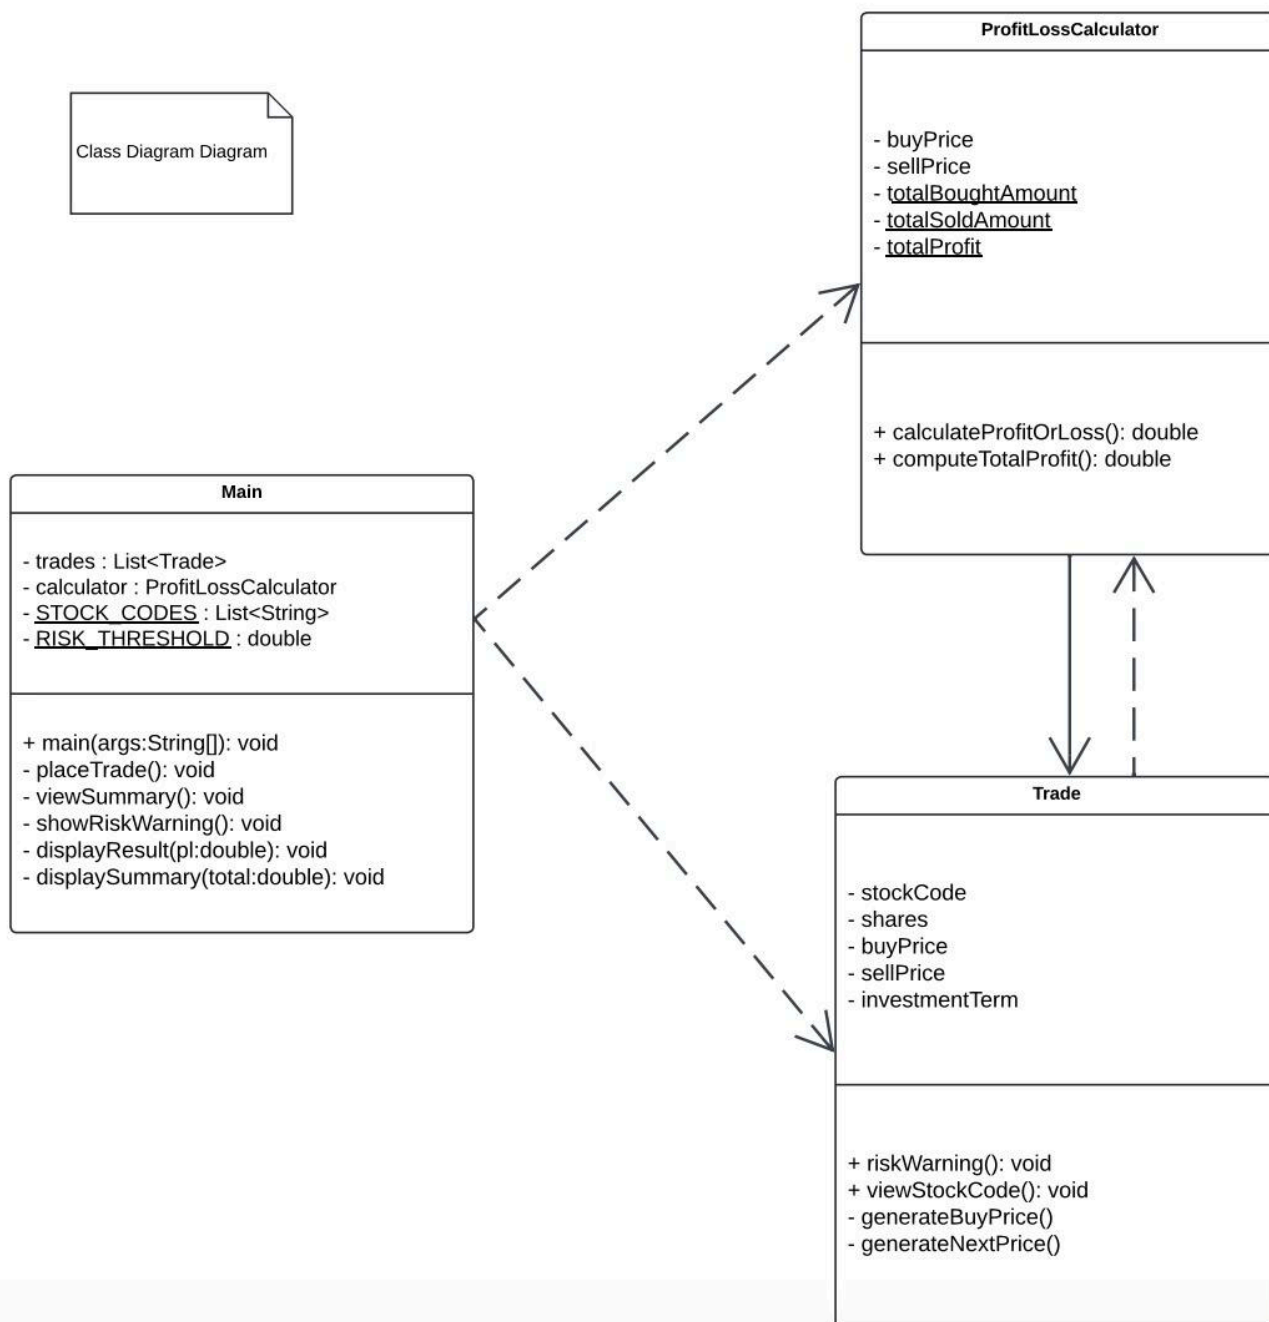 Class Diagram Diagram
ProfitLossCalculator
- buyPrice
- sellPrice
- totalBoughtAmount
- totalSoldAmount
- totalProfit
+ calculateProfitOrLoss(): double
+ computeTotalProfit(): double
Main
- trades : List<Trade>
- calculator : ProfitLossCalculator
- STOCK_CODES : List<String>
- RISK_THRESHOLD : double
+ main(args:String[]): void
- placeTrade(): void
- viewSummary(): void
- showRiskWarning(): void
- displayResult(pl:double): void
- displaySummary(total:double): void
Trade
- stockCode
- shares
- buyPrice
- sellPrice
- investmentTerm
+ riskWarning(): void
+ viewStockCode(): void
- generateBuyPrice()
- generateNextPrice()